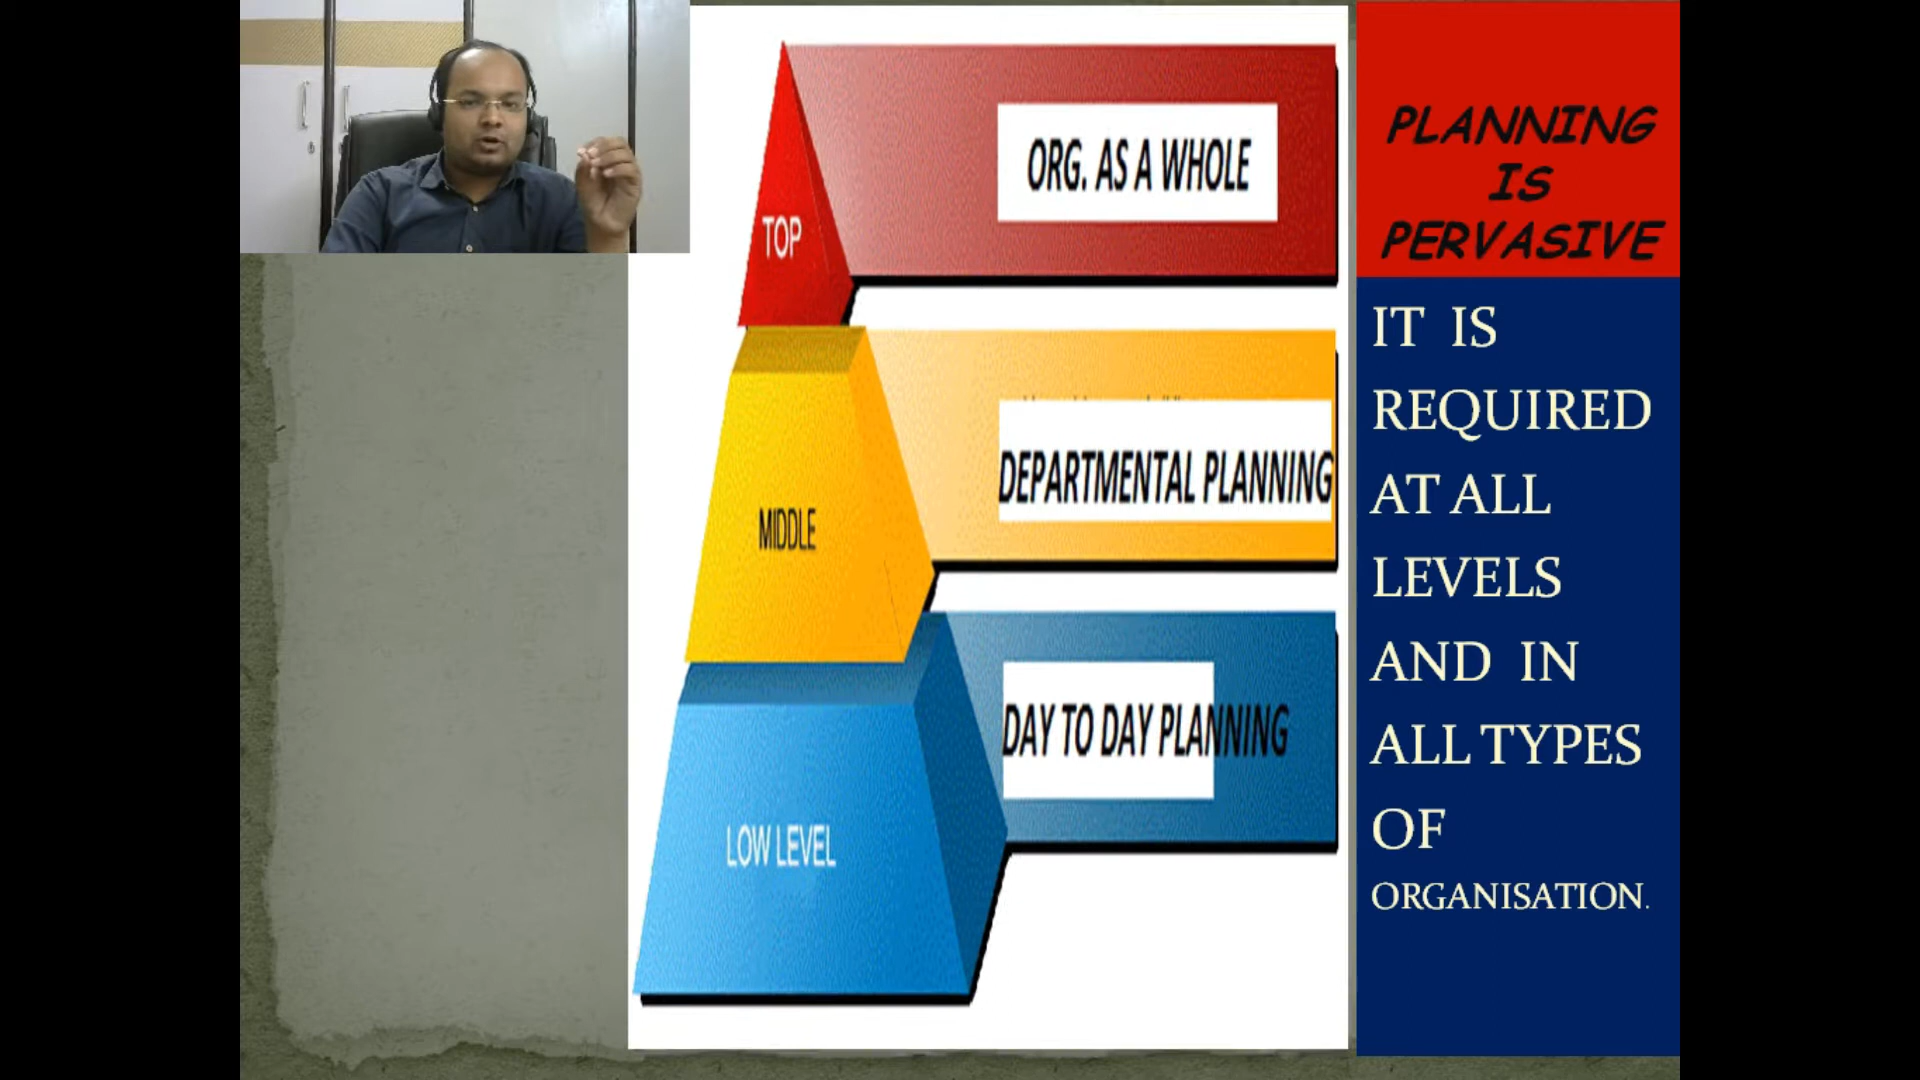 TOP
ORG. AS A WHOLE
MIDDLE
DEPARTMENTAL PLANNING
LOW LEVEL
DAY TO DAY PLANNING
PLANNING
IS
PERVASIVE
IT IS
REQUIRED
AT ALL
LEVELS
AND IN
ALL TYPES
OF
ORGANISATION.